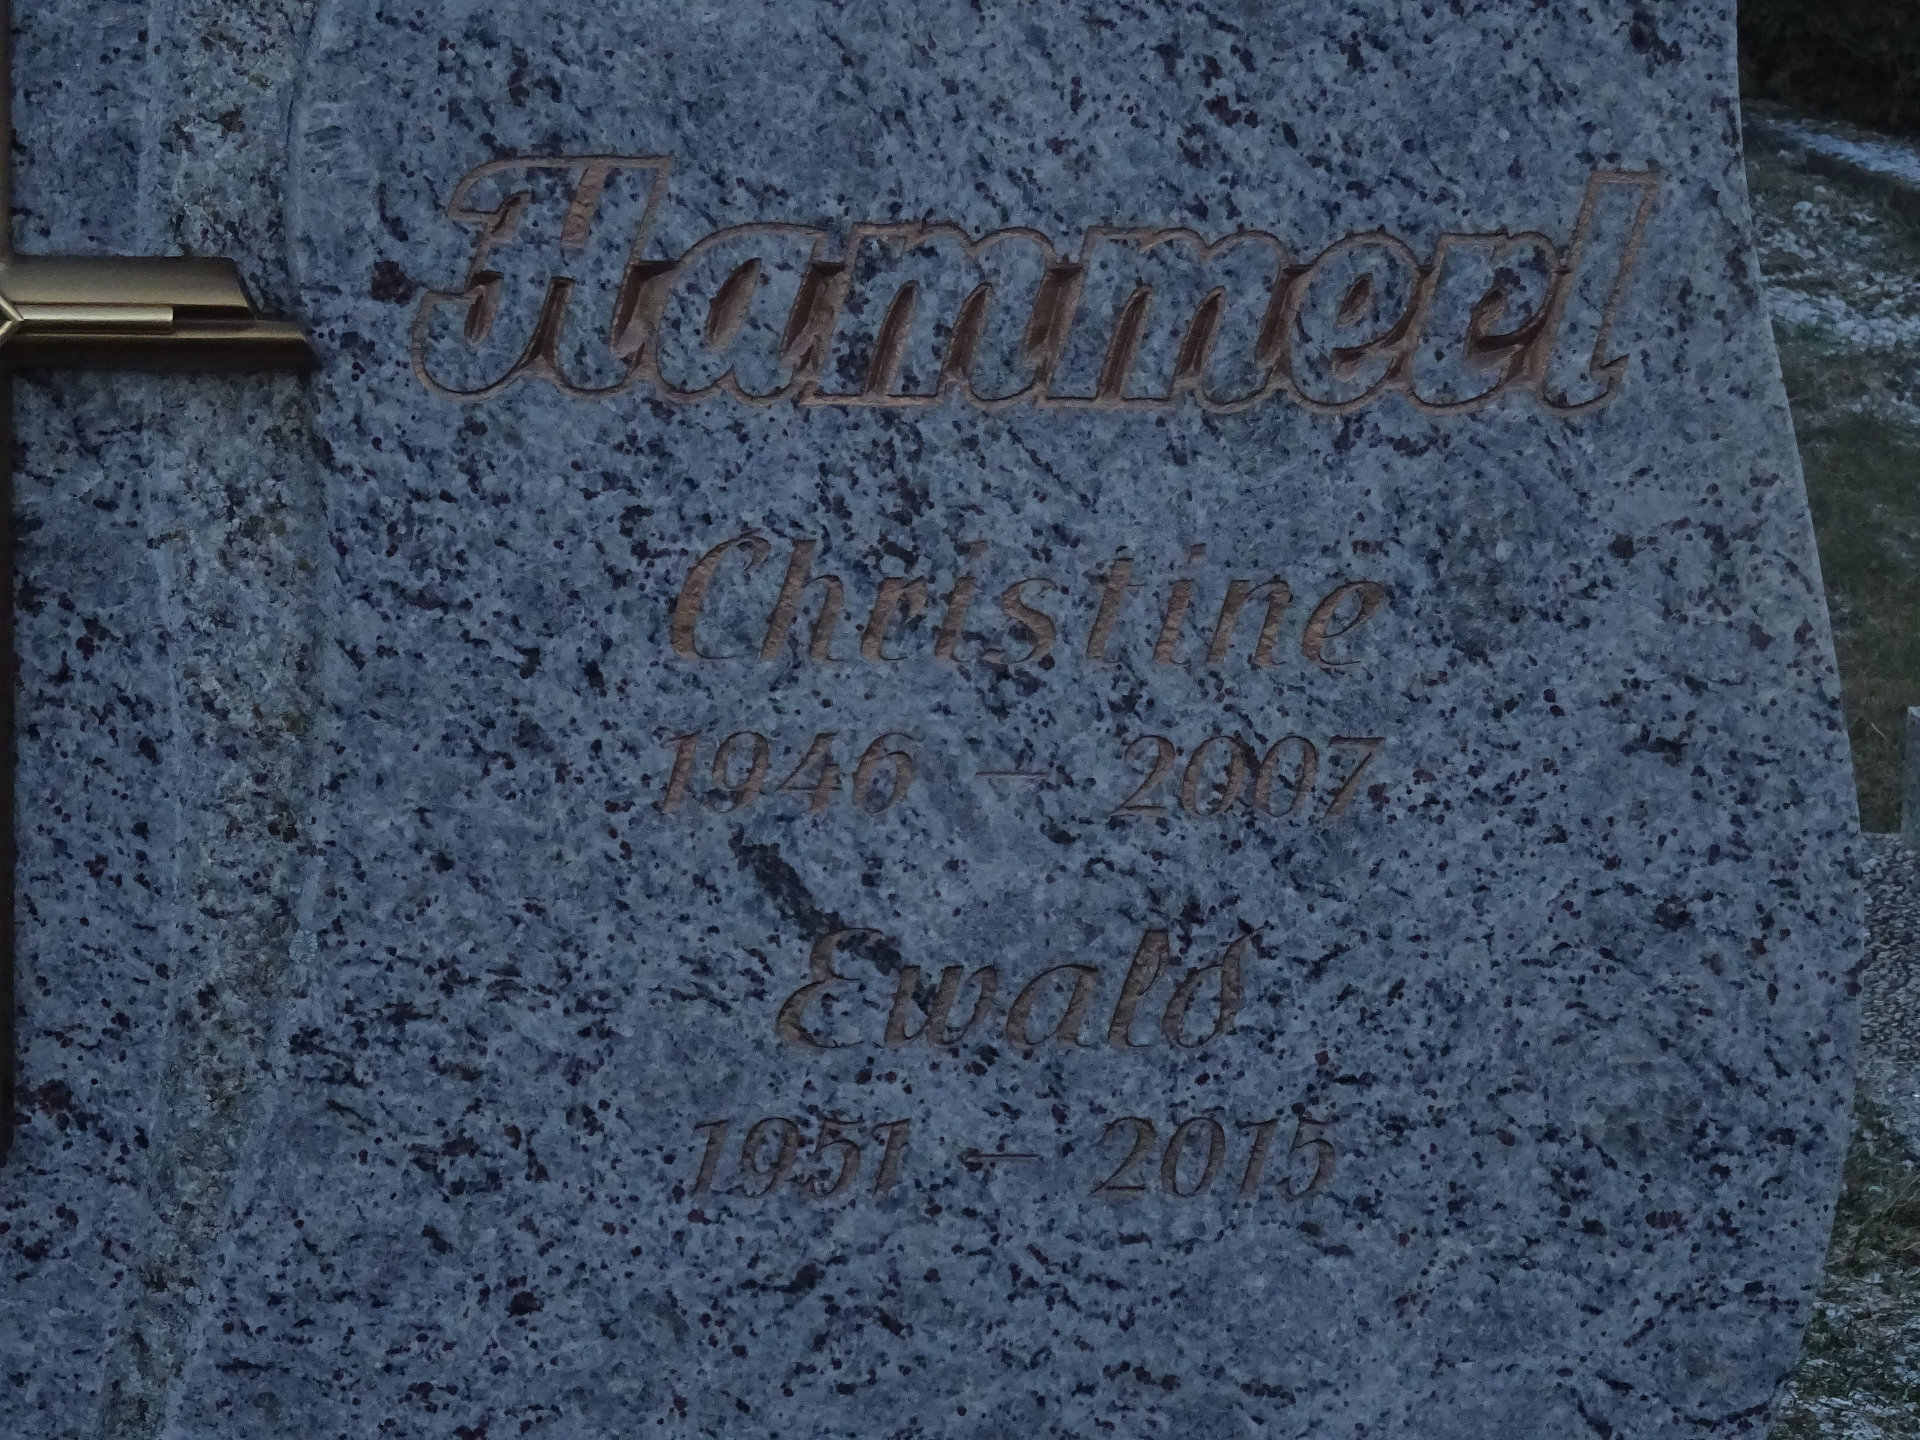 Hammerl
Christine
1946 – 2007
Ewald
1951 – 2015